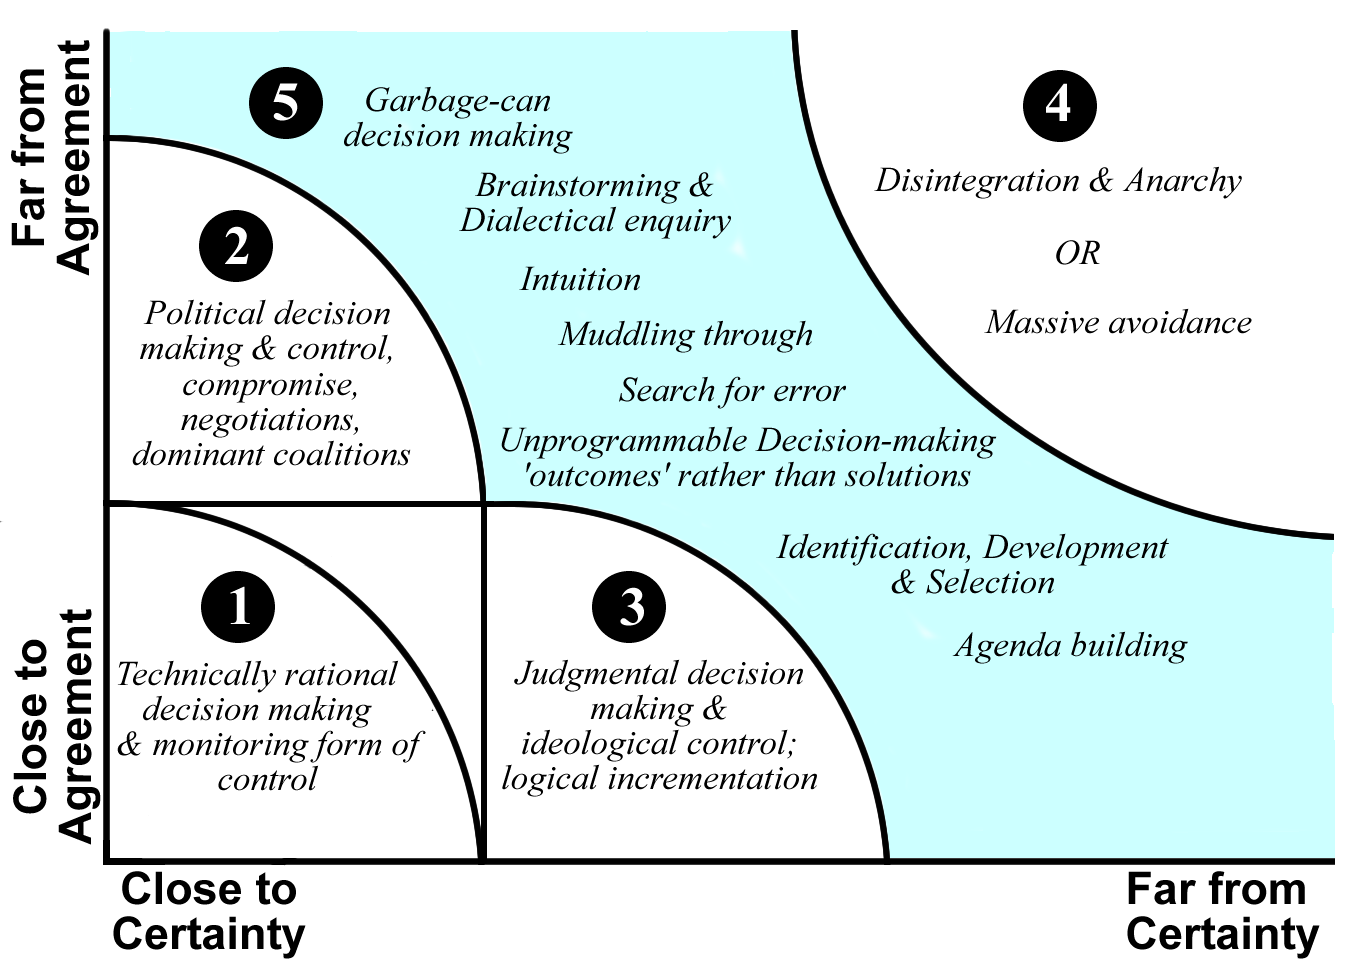 Far from
Agreement
5
Garbage-can
decision making
Brainstorming &
Dialectical enquiry
Intuition
Muddling through
Search for error
Unprogrammable Decision-making
'outcomes' rather than solutions
Identification, Development
& Selection
Agenda building
4
Disintegration & Anarchy
OR
Massive avoidance
2
Political decision
making & control,
compromise,
negotiations,
dominant coalitions
Close to
Agreement
1
Technically rational
decision making
& monitoring form of
control
3
Judgmental decision
making &
ideological control;
logical incrementation
Close to
Certainty
Far from
Certainty